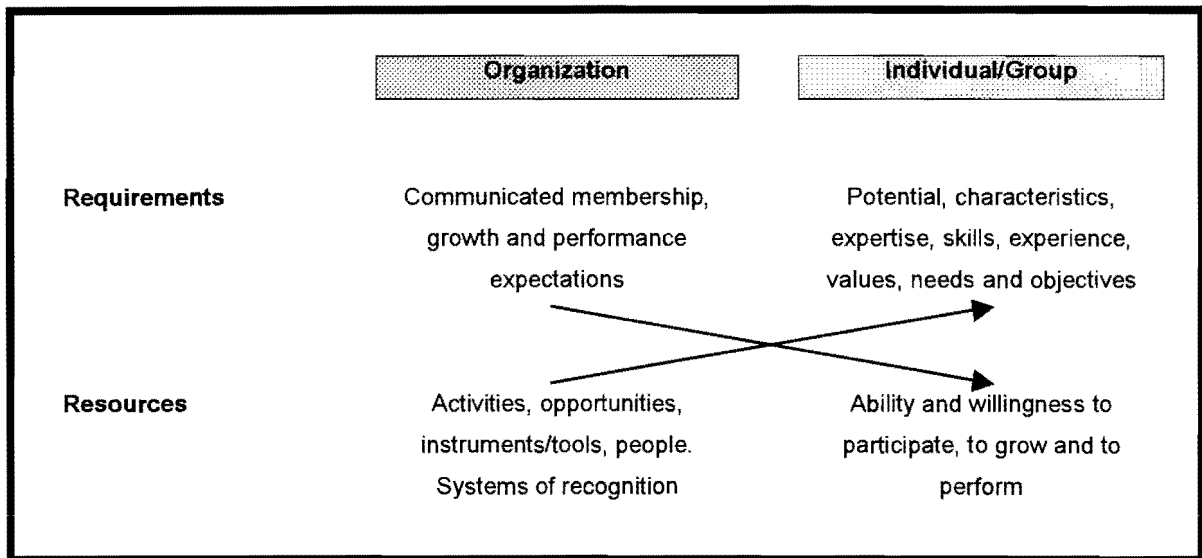 Organization
Individual/Group
Requirements
Communicated membership,
growth and performance
expectations
Potential, characteristics,
expertise, skills, experience,
values, needs and objectives
Resources
Activities, opportunities,
instruments/tools, people.
Systems of recognition
Ability and willingness to
participate, to grow and to
perform